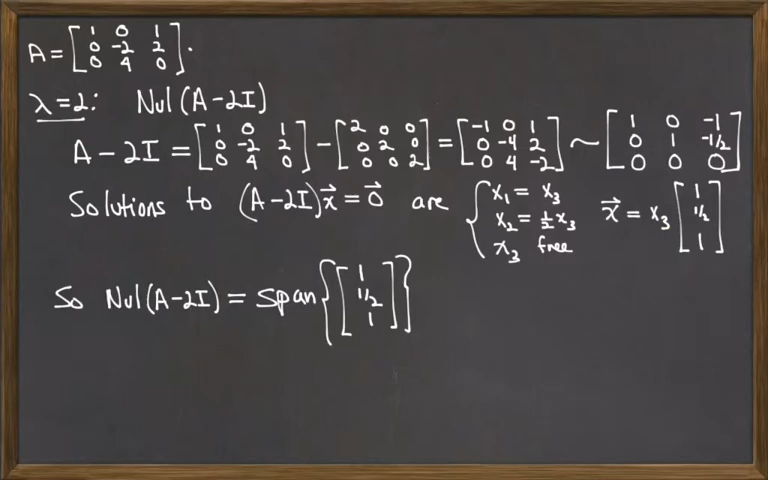 A = [1 0 1; 0 -2 2; 0 4 0].
λ=2: Nul(A-2I)
A-2I = [1 0 1; 0 -2 2; 0 4 0] - [2 0 0; 0 2 0; 0 0 2] = [-1 0 1; 0 -4 2; 0 4 -2] ~ [1 0 -1; 0 1 -1/2; 0 0 0]
Solutions to (A-2I)x⃗ = 0⃗ are { x₁ = x₃; x₂ = ½x₃; x₃ free x⃗ = x₃ [1; 1/2; 1]
So Nul(A-2I) = span{[1; 1/2; 1]}